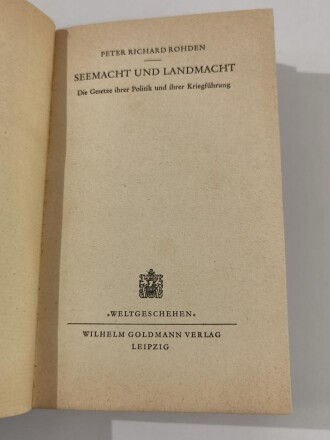 PETER RICHARD ROHDEN
SEEMACHT UND LANDMACHT
Die Gesetze ihrer Politik und ihrer Kriegführung
»WELTGESCHEHEN«
WILHELM GOLDMANN VERLAG
LEIPZIG